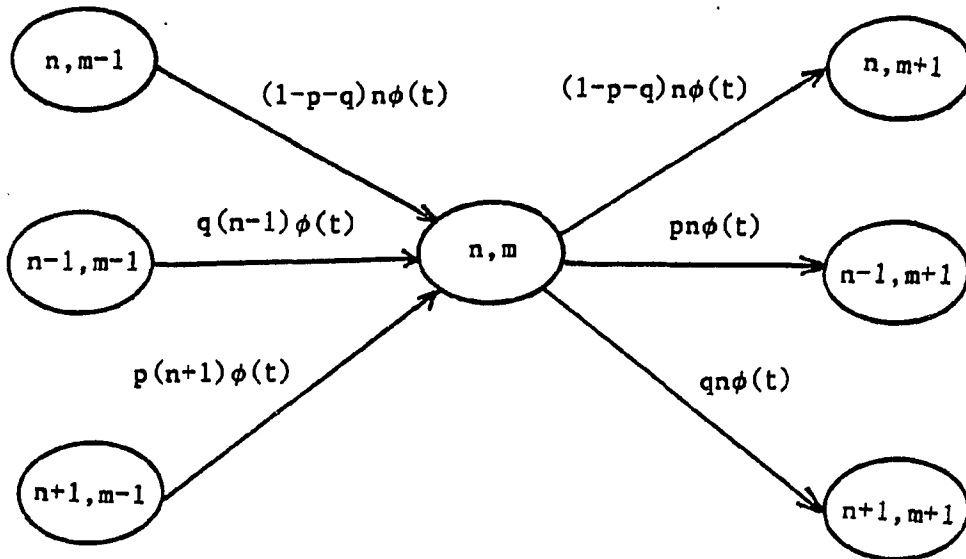 n,m-1
(1-p-q)nϕ(t)
(1-p-q)nϕ(t)
n,m+1
n-1,m-1
q(n-1)ϕ(t)
n,m
pnϕ(t)
n-1,m+1
p(n+1)ϕ(t)
qnϕ(t)
n+1,m-1
n+1,m+1